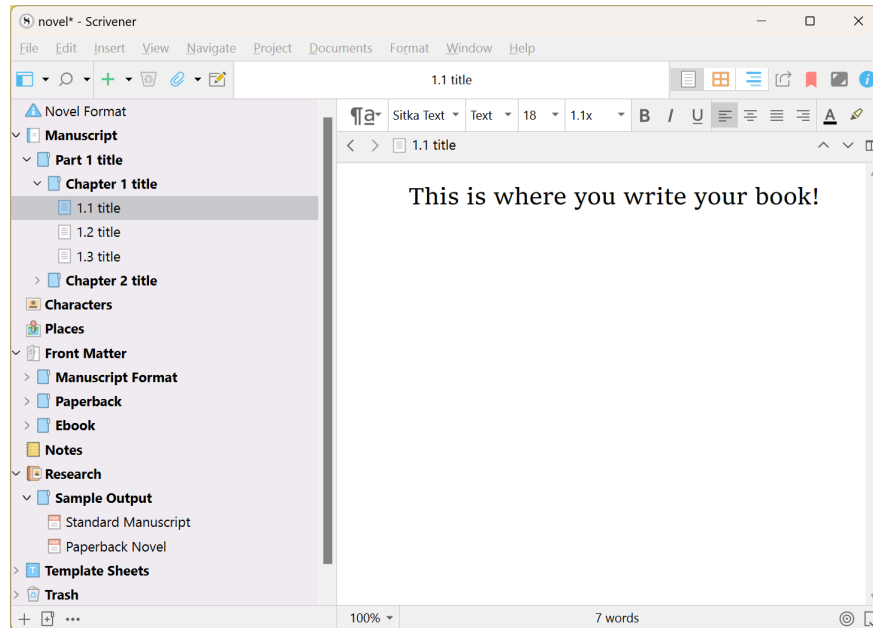 novel* - Scrivener
File Edit Insert View Navigate Project Documents Format Window Help
1.1 title
Novel Format
Manuscript
Part 1 title
Chapter 1 title
1.1 title
1.2 title
1.3 title
Chapter 2 title
Characters
Places
Front Matter
Manuscript Format
Paperback
Ebook
Notes
Research
Sample Output
Standard Manuscript
Paperback Novel
Template Sheets
Trash
¶a Sitka Text Text 18 1.1x B I U A
1.1 title
This is where you write your book!
100% 7 words